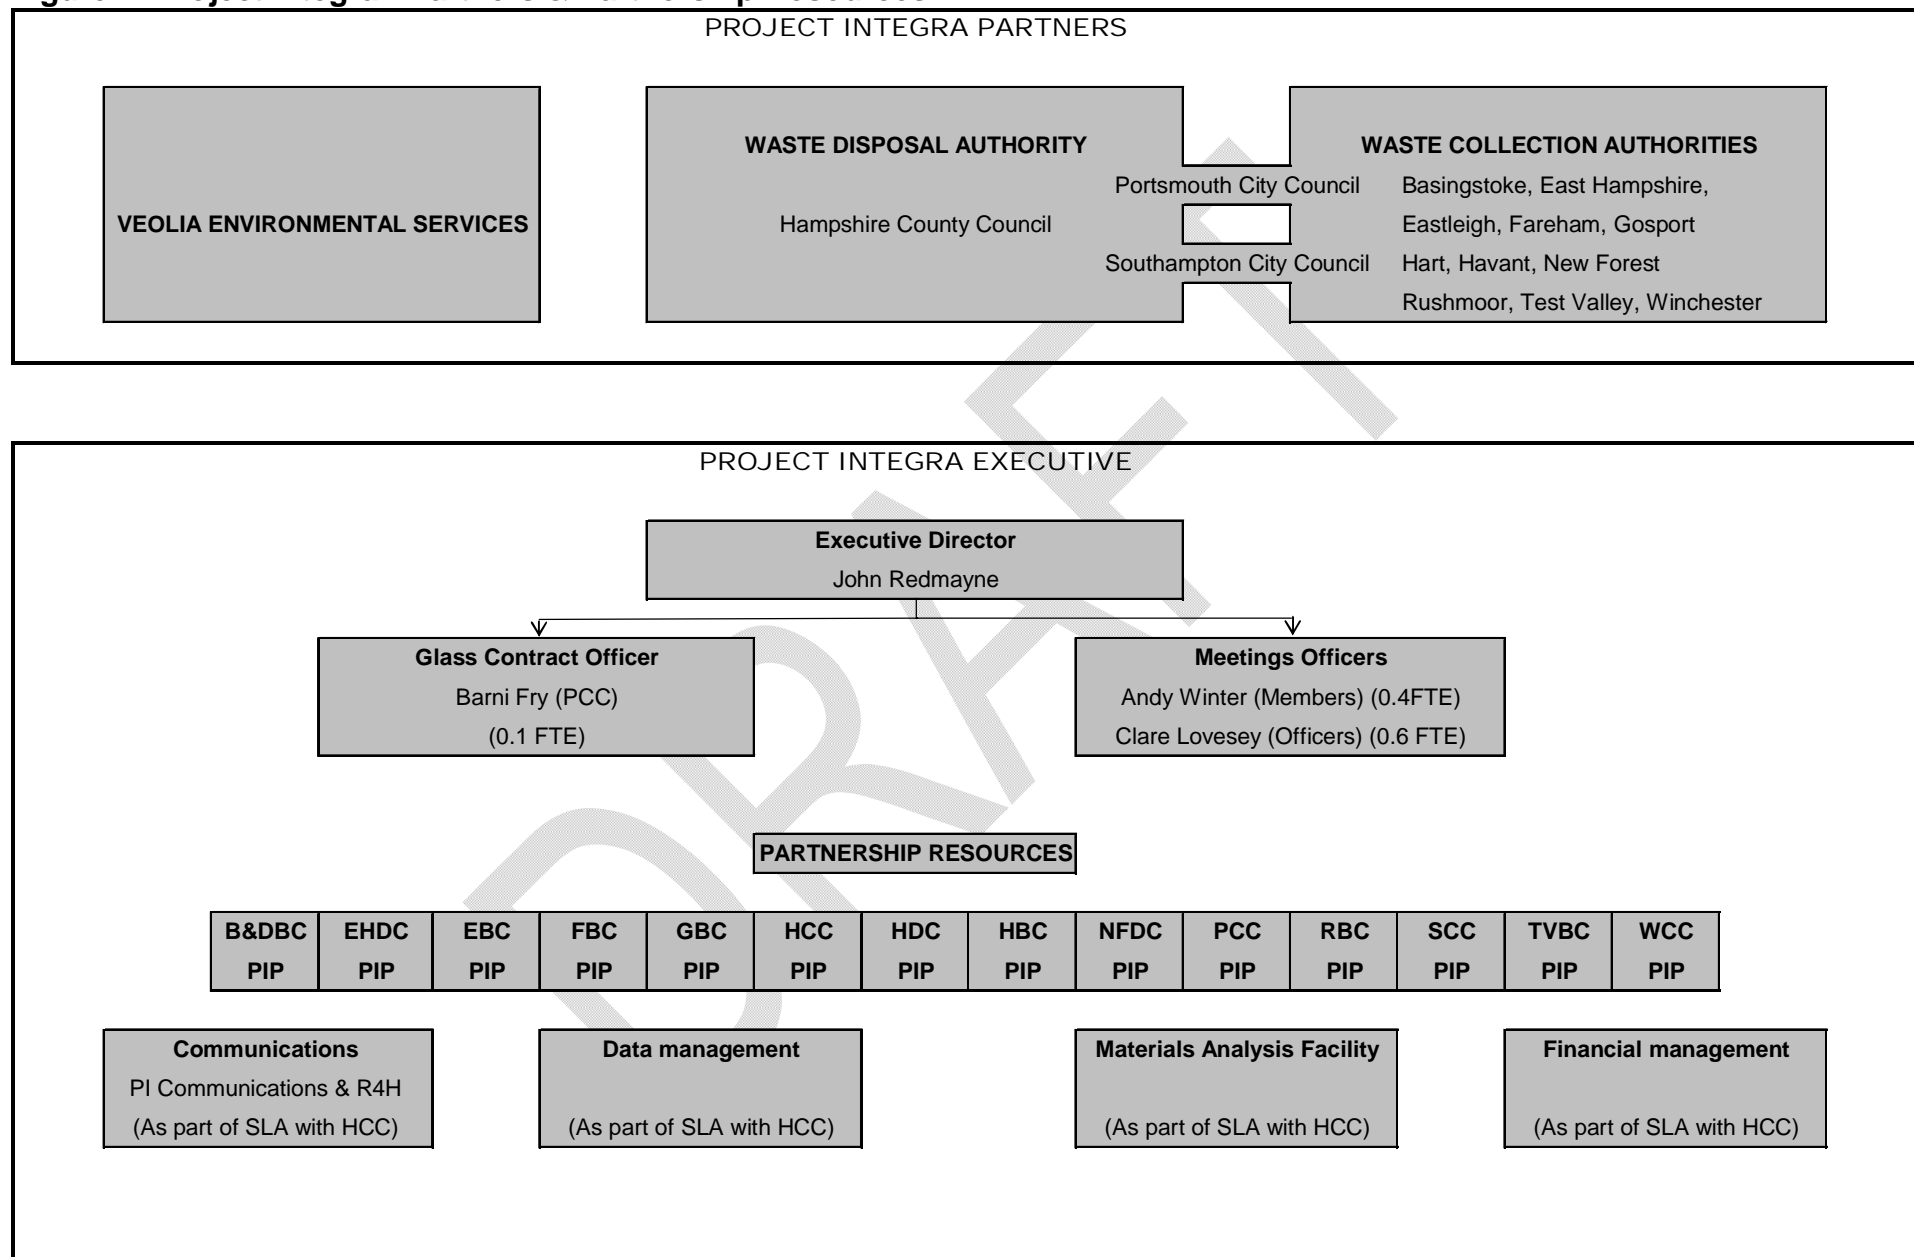 PROJECT INTEGRA PARTNERS
VEOLIA ENVIRONMENTAL SERVICES
WASTE DISPOSAL AUTHORITY
Hampshire County Council
Portsmouth City Council
Southampton City Council
WASTE COLLECTION AUTHORITIES
Basingstoke, East Hampshire,
Eastleigh, Fareham, Gosport
Hart, Havant, New Forest
Rushmoor, Test Valley, Winchester
PROJECT INTEGRA EXECUTIVE
Executive Director
John Redmayne
Glass Contract Officer
Barni Fry (PCC)
(0.1 FTE)
Meetings Officers
Andy Winter (Members) (0.4FTE)
Clare Lovesey (Officers) (0.6 FTE)
PARTNERSHIP RESOURCES
B&DBC EHDC EBC FBC GBC HCC HDC HBC NFDC PCC RBC SCC TVBC WCC
PIP PIP PIP PIP PIP PIP PIP PIP PIP PIP PIP PIP PIP PIP
Communications
PI Communications & R4H
(As part of SLA with HCC)
Data management
(As part of SLA with HCC)
Materials Analysis Facility
(As part of SLA with HCC)
Financial management
(As part of SLA with HCC)
DRAFT